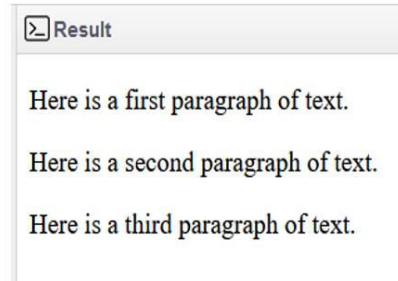 Result
Here is a first paragraph of text.
Here is a second paragraph of text.
Here is a third paragraph of text.